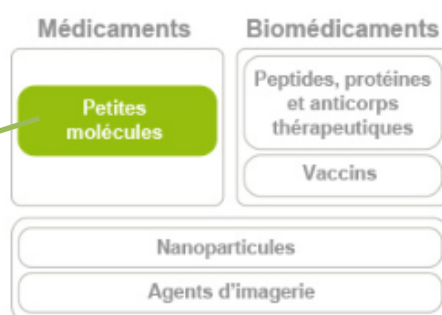 Médicaments
Petites
molécules
Biomédicaments
Peptides, protéines
et anticorps
thérapeutiques
Vaccins
Nanoparticules
Agents d'imagerie